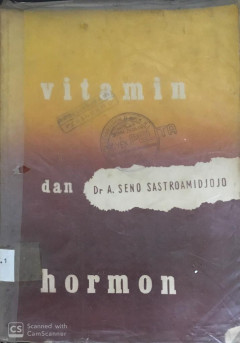 vitamin
dan
Dr A. SENO SASTROAMIDJOJO
hormon
CS
Scanned with
CamScanner